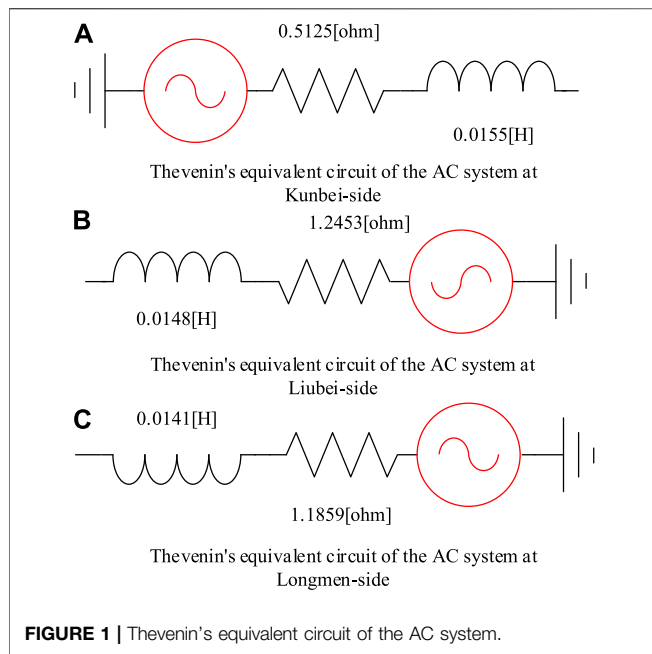 A
0.5125[ohm]
0.0155[H]
Thevenin's equivalent circuit of the AC system at
Kunbei-side
B
1.2453[ohm]
0.0148[H]
Thevenin's equivalent circuit of the AC system at
Liubei-side
C
0.0141[H]
1.1859[ohm]
Thevenin's equivalent circuit of the AC system at
Longmen-side
FIGURE 1 | Thevenin's equivalent circuit of the AC system.